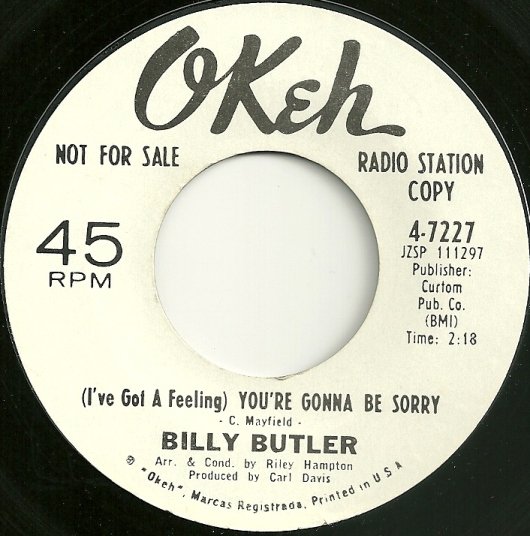 OKeh
NOT FOR SALE
RADIO STATION
COPY
45
RPM
4-7227
JZSP 111297
Publisher:
Curtom
Pub. Co.
(BMI)
Time: 2:18
(I've Got A Feeling) YOU'RE GONNA BE SORRY
- C. Mayfield -
BILLY BUTLER
Arr. & Cond. by Riley Hampton
Produced by Carl Davis
® "Okeh", Marcas Registrada, Printed in U S A